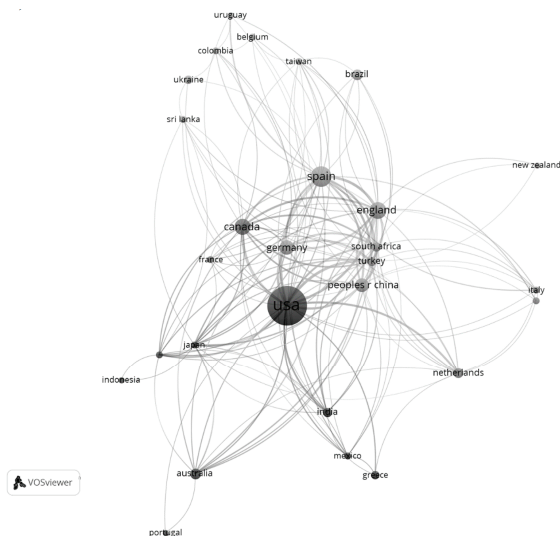 uruguay
belgium
colombia
taiwan
brazil
ukraine
sri lanka
new zealand
spain
england
canada
germany
south africa
france
turkey
peoples r china
italy
usa
japan
netherlands
indonesia
india
mexico
australia
greece
VOSviewer
portugal